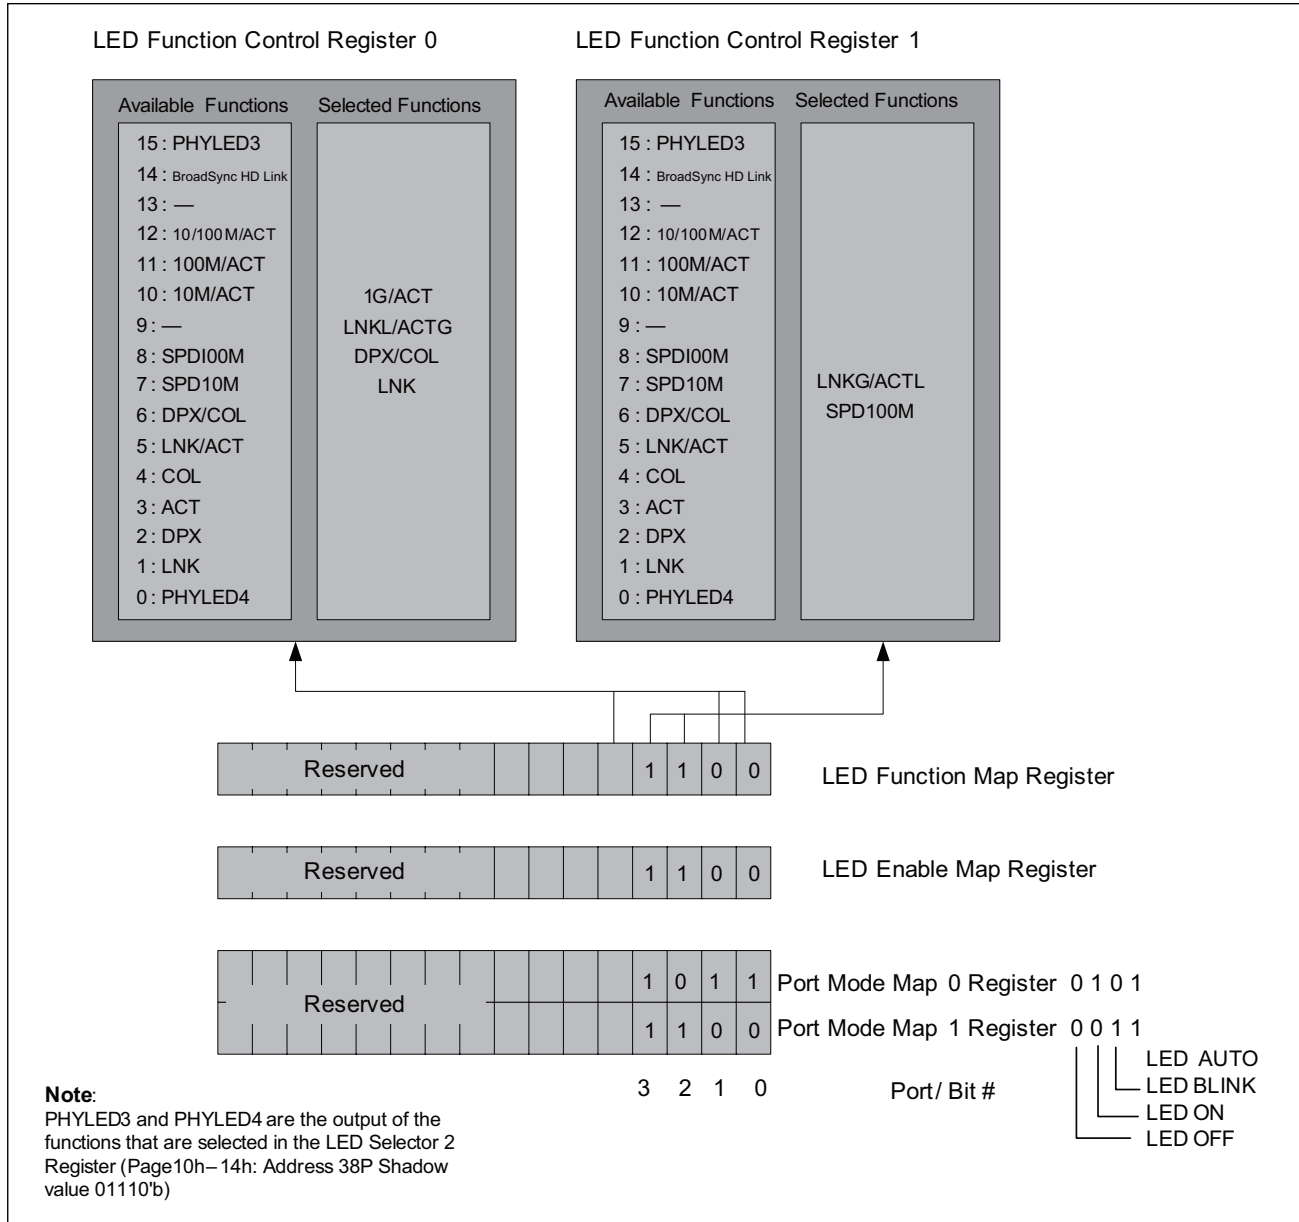 LED Function Control Register 0
Available Functions Selected Functions
15 : PHYLED3
14 : BroadSync HD Link
13 : —
12 : 10/100M/ACT
11 : 100M/ACT
10 : 10M/ACT
9 : —
8 : SPDI00M
7 : SPD10M
6 : DPX/COL
5 : LNK/ACT
4 : COL
3 : ACT
2 : DPX
1 : LNK
0 : PHYLED4
1G/ACT
LNKL/ACTG
DPX/COL
LNK
LED Function Control Register 1
Available Functions Selected Functions
15 : PHYLED3
14 : BroadSync HD Link
13 : —
12 : 10/100M/ACT
11 : 100M/ACT
10 : 10M/ACT
9 : —
8 : SPDI00M
7 : SPD10M
6 : DPX/COL
5 : LNK/ACT
4 : COL
3 : ACT
2 : DPX
1 : LNK
0 : PHYLED4
LNKG/ACTL
SPD100M
Reserved 1 1 0 0 LED Function Map Register
Reserved 1 1 0 0 LED Enable Map Register
Reserved
1 0 1 1 Port Mode Map 0 Register 0 1 0 1
1 1 0 0 Port Mode Map 1 Register 0 0 1 1
LED AUTO
LED BLINK
LED ON
LED OFF
3 2 1 0 Port/ Bit #
Note:
PHYLED3 and PHYLED4 are the output of the
functions that are selected in the LED Selector 2
Register (Page10h–14h: Address 38P Shadow
value 01110'b)